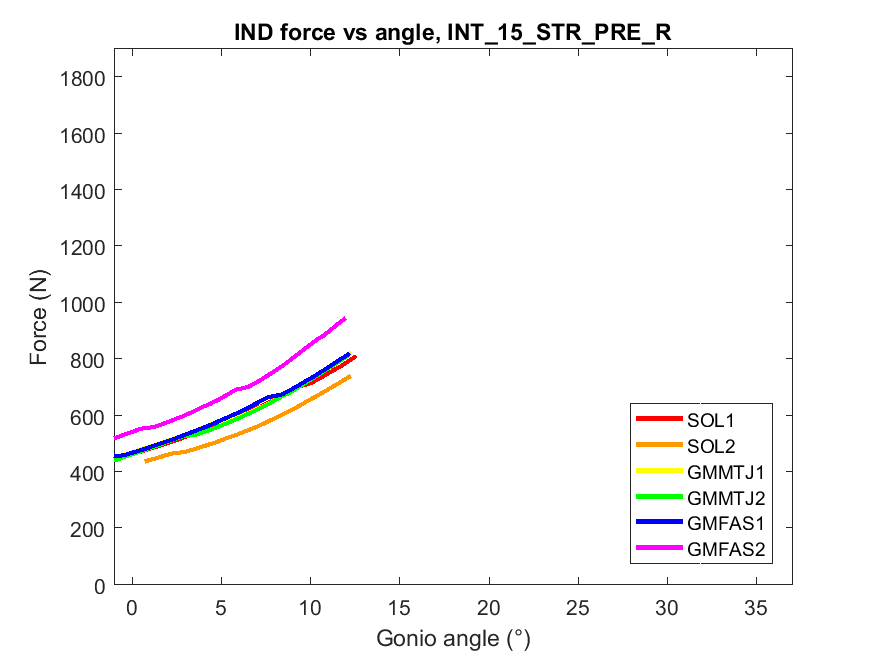 IND force vs angle, INT_15_STR_PRE_R
1800
1600
1400
1200
1000
800
600
400
200
0
Force (N)
0 5 10 15 20 25 30 35
Gonio angle (°)
SOL1
SOL2
GMMTJ1
GMMTJ2
GMFAS1
GMFAS2